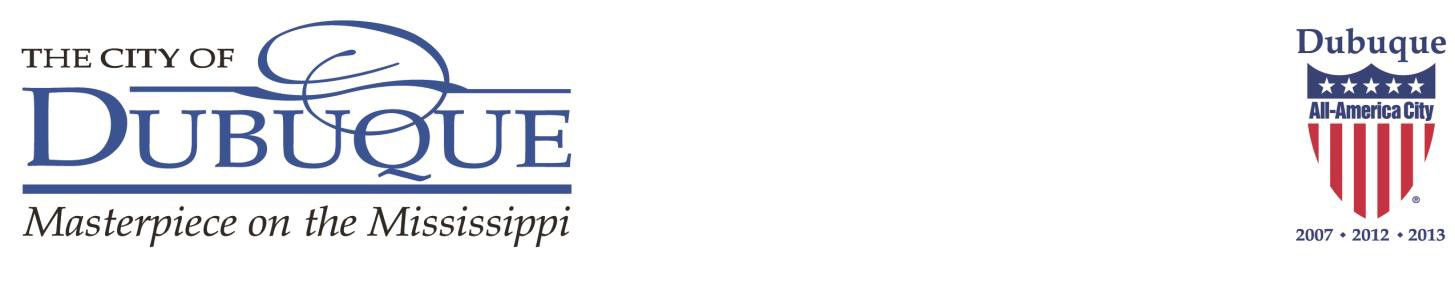 THE CITY OF
DUBUQUE
Masterpiece on the Mississippi
Dubuque
All-America City
®
2007 • 2012 • 2013